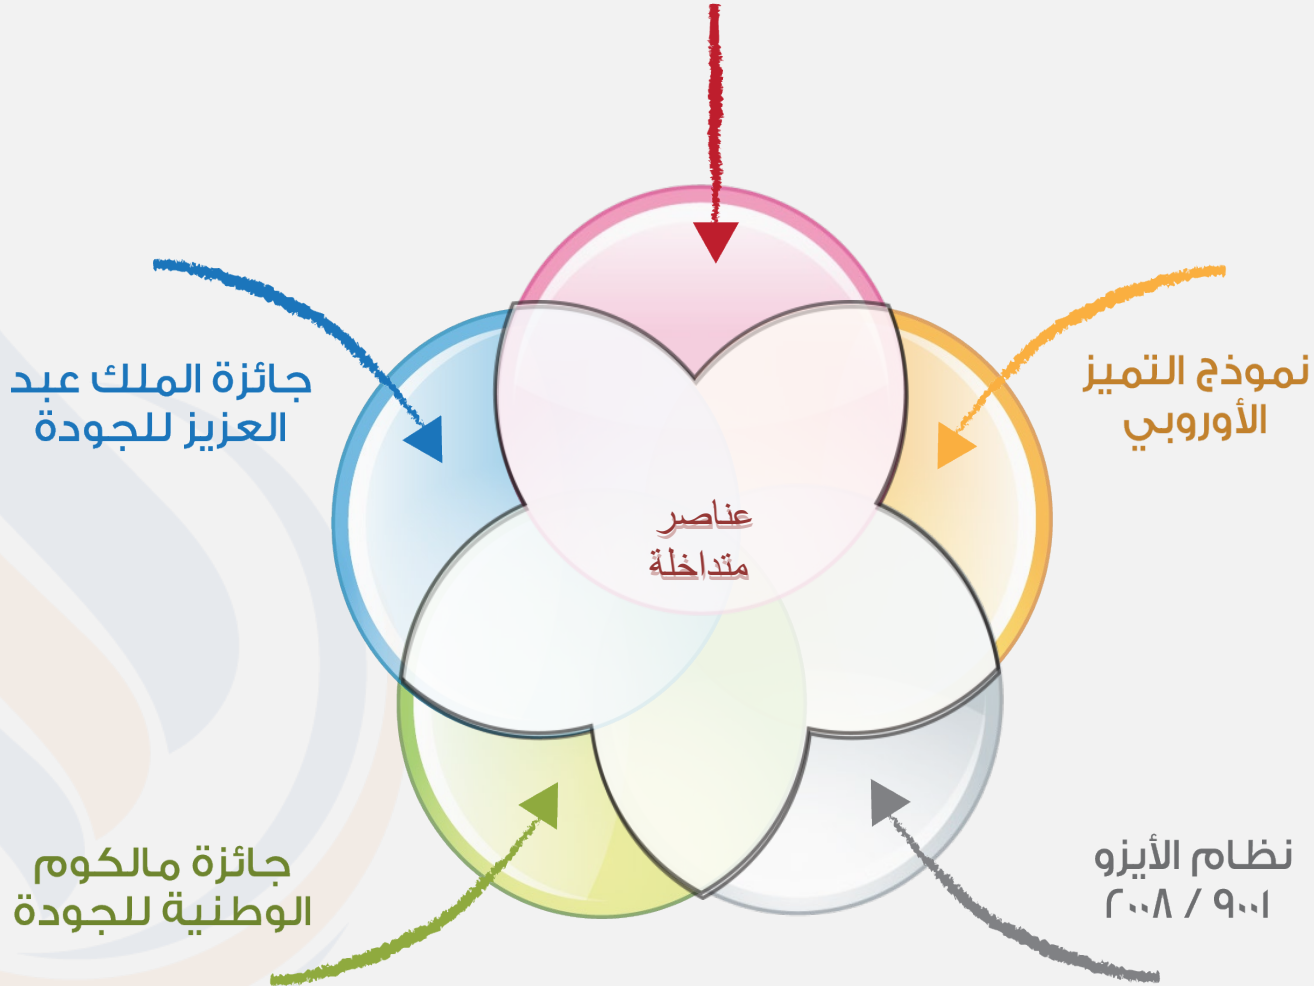 نموذج التميز
الأوروبي
جائزة الملك عبد
العزيز للجودة
عناصر
متداخلة
نظام الأيزو
٩٠٠١ / ٢٠٠٨
جائزة مالكوم
الوطنية للجودة